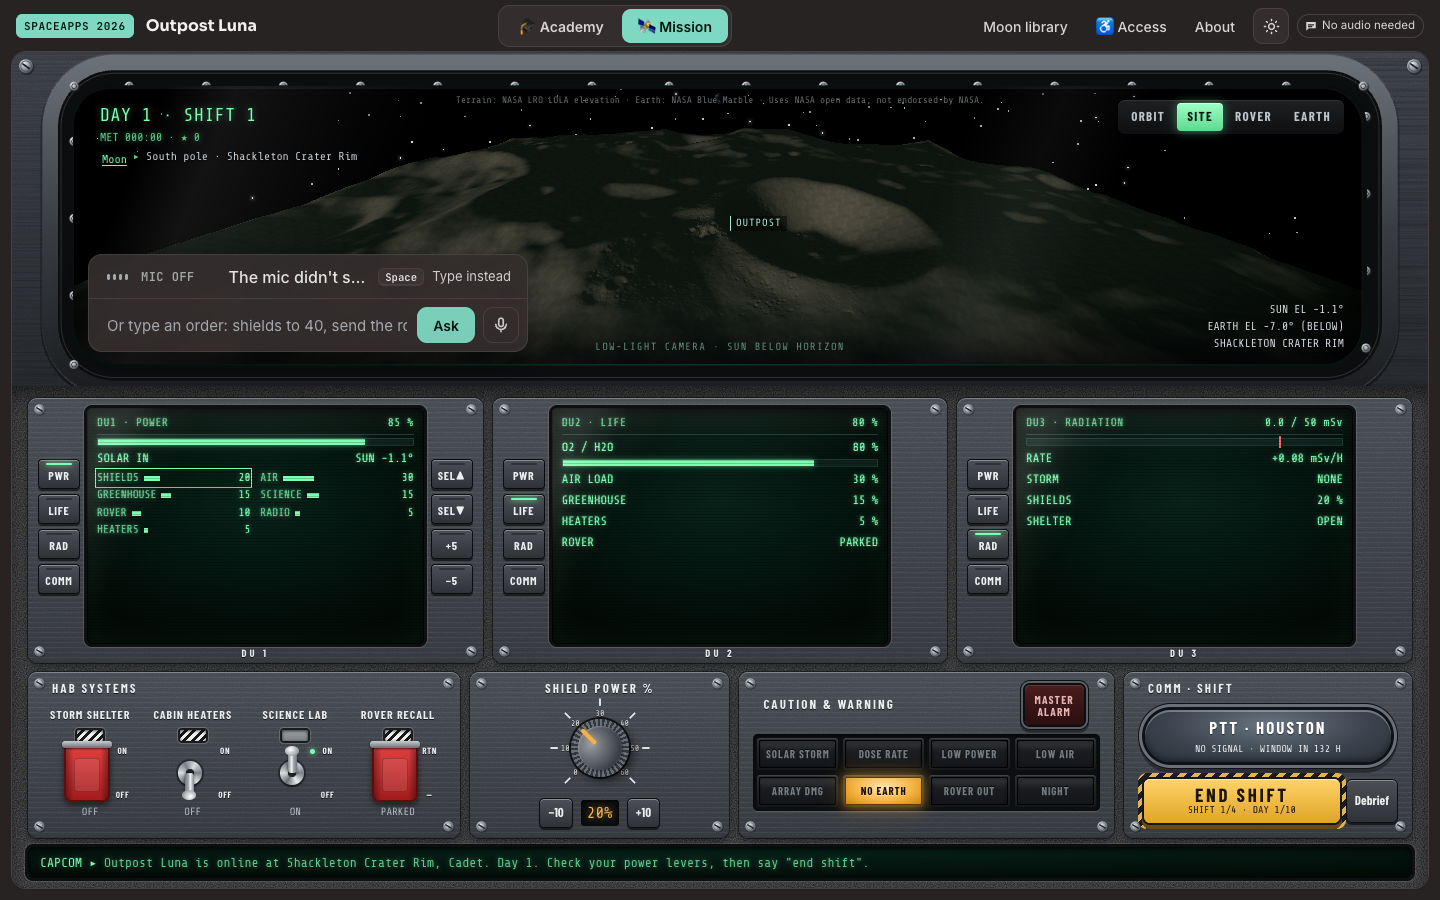 SPACEAPPS 2026 Outpost Luna
Academy Mission
Moon library Access About No audio needed
DAY 1 · SHIFT 1
MET 000:00 · ★ 0
Moon ▸ South pole · Shackleton Crater Rim
Terrain: NASA LRO LOLA elevation · Earth: NASA Blue Marble · Uses NASA open data; not endorsed by NASA.
ORBIT SITE ROVER EARTH
OUTPOST
MIC OFF The mic didn't s... Space Type instead
Or type an order: shields to 40, send the ro
Ask
LOW-LIGHT CAMERA · SUN BELOW HORIZON
SUN EL -1.1°
EARTH EL -7.0° (BELOW)
SHACKLETON CRATER RIM
PWR
LIFE
RAD
COMM
DU1 · POWER 85 %
SOLAR IN SUN -1.1°
SHIELDS 20 AIR 30
GREENHOUSE 15 SCIENCE 15
ROVER 10 RADIO 5
HEATERS 5
SEL▲
SEL▼
+5
-5
DU 1
PWR
LIFE
RAD
COMM
DU2 · LIFE 80 %
O2 / H2O 80 %
AIR LOAD 30 %
GREENHOUSE 15 %
HEATERS 5 %
ROVER PARKED
DU 2
PWR
LIFE
RAD
COMM
DU3 · RADIATION 0.0 / 50 mSv
RATE +0.08 mSv/H
STORM NONE
SHIELDS 20 %
SHELTER OPEN
DU 3
HAB SYSTEMS
STORM SHELTER CABIN HEATERS SCIENCE LAB ROVER RECALL
ON ON ON RTN
OFF OFF OFF —
OFF OFF ON PARKED
SHIELD POWER %
0 10 20 30 40 50 60
-10 20% +10
CAUTION & WARNING
MASTER
ALARM
SOLAR STORM DOSE RATE LOW POWER LOW AIR
ARRAY DMG NO EARTH ROVER OUT NIGHT
COMM · SHIFT
PTT · HOUSTON
NO SIGNAL · WINDOW IN 132 H
END SHIFT
SHIFT 1/4 · DAY 1/10
Debrief
CAPCOM ▸ Outpost Luna is online at Shackleton Crater Rim, Cadet. Day 1. Check your power levers, then say "end shift".